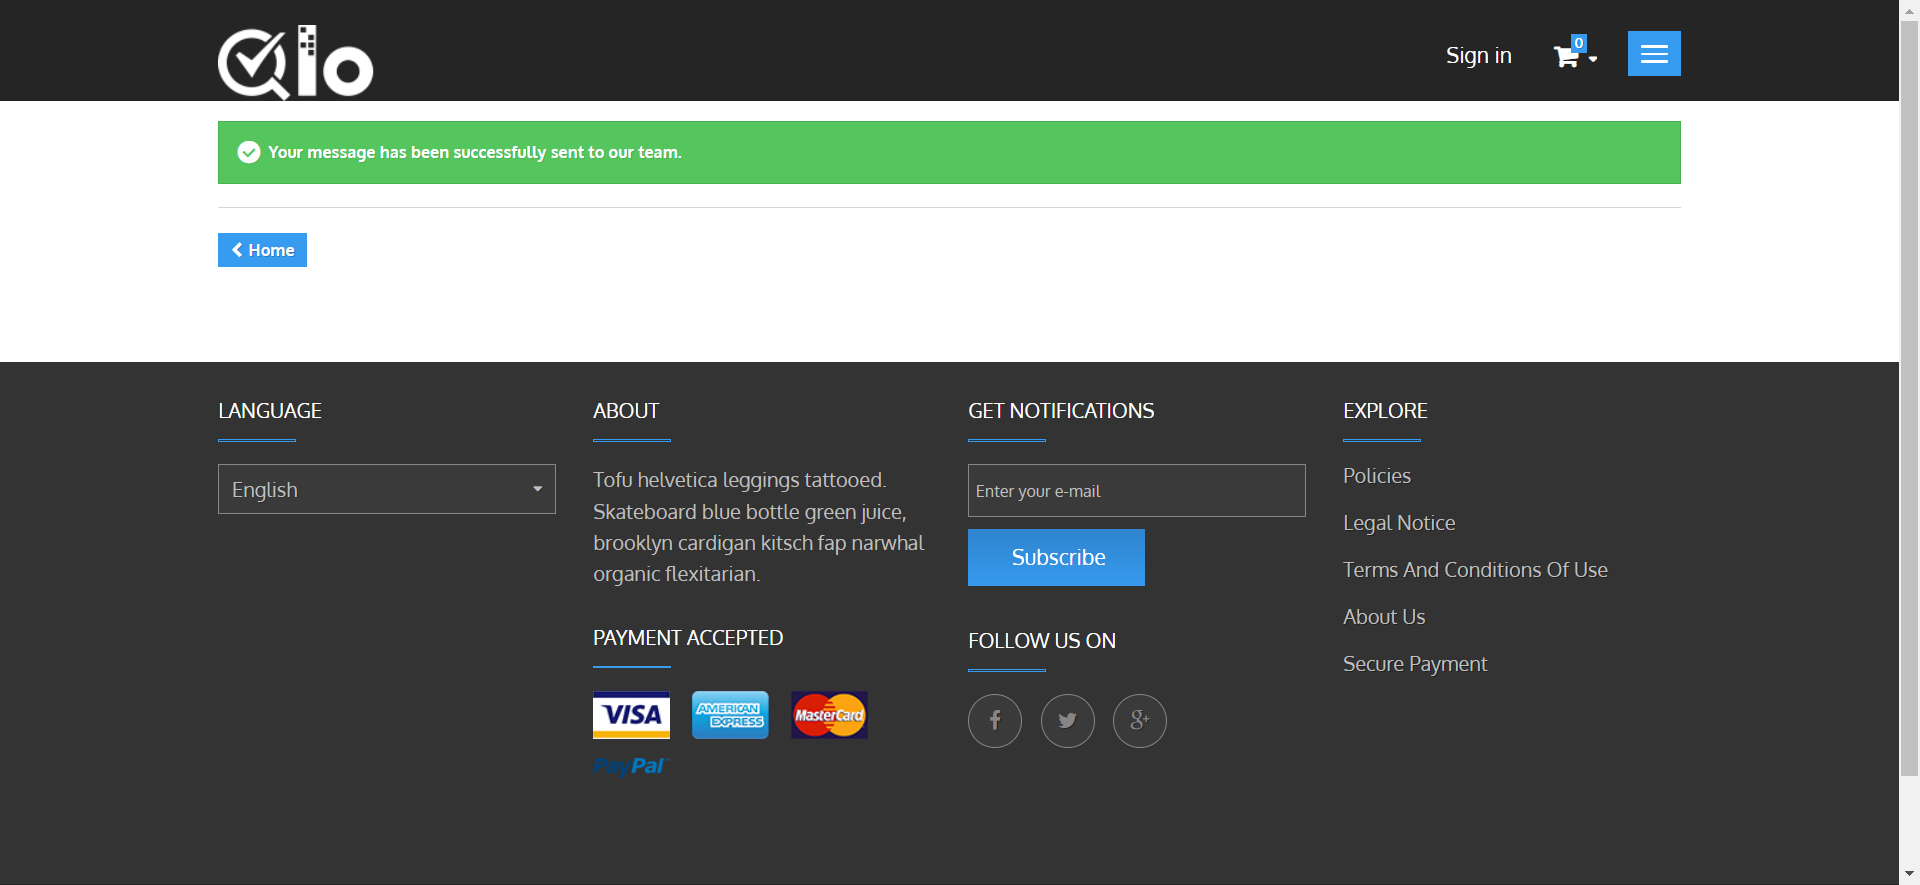 Qlo
Sign in
0
Your message has been successfully sent to our team.
Home
LANGUAGE
English
ABOUT
Tofu helvetica leggings tattooed.
Skateboard blue bottle green juice,
brooklyn cardigan kitsch fap narwhal
organic flexitarian.
PAYMENT ACCEPTED
VISA
AMERICAN
EXPRESS
MasterCard
PayPal
GET NOTIFICATIONS
Enter your e-mail
Subscribe
FOLLOW US ON
EXPLORE
Policies
Legal Notice
Terms And Conditions Of Use
About Us
Secure Payment